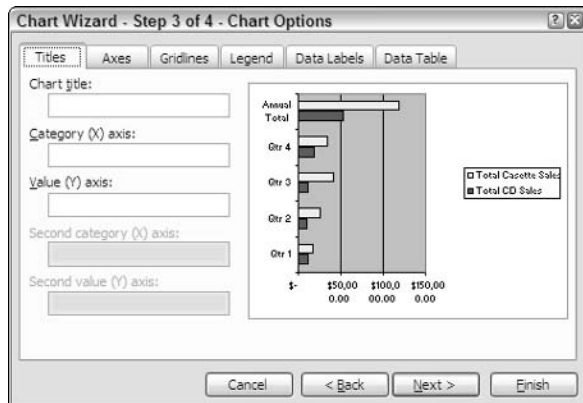 Chart Wizard - Step 3 of 4 - Chart Options
Titles
Axes
Gridlines
Legend
Data Labels
Data Table
Chart title:
Category (X) axis:
Value (Y) axis:
Second category (X) axis:
Second value (Y) axis:
Annual
Total
Qtr 4
Qtr 3
Qtr 2
Qtr 1
$- $50,00 $100,0 $150,00
0.00 00.00 0.00
Total Casette Sales
Total CD Sales
Cancel
< Back
Next >
Finish